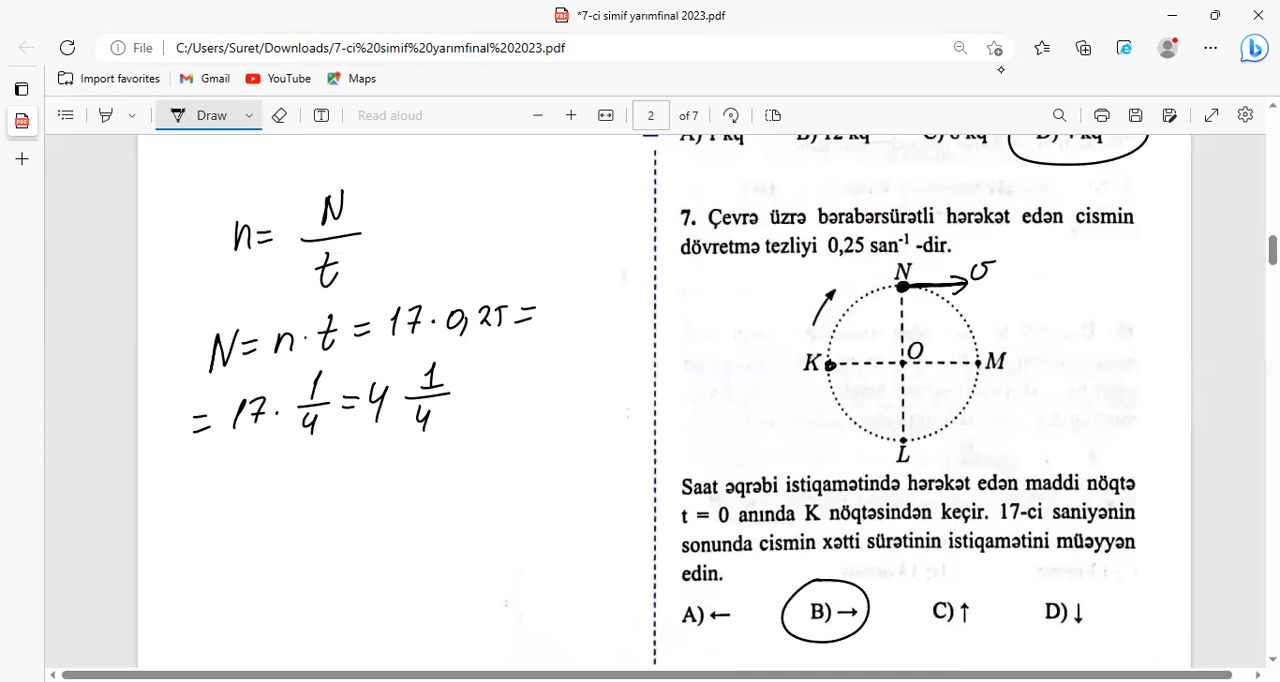 *7-ci simif yarımfinal 2023.pdf
File C:/Users/Suret/Downloads/7-ci%20simif%20yarımfinal%202023.pdf
Import favorites Gmail YouTube Maps
Draw Read aloud 2 of 7
n = N/t
N = n · t = 17 · 0,25 =
= 17 · 1/4 = 4 1/4
7. Çevrə üzrə bərabərsürətli hərəkət edən cismin
dövretmə tezliyi 0,25 san⁻¹ -dir.
N
K O M
L
Saat əqrəbi istiqamətində hərəkət edən maddi nöqtə
t = 0 anında K nöqtəsindən keçir. 17-ci saniyənin
sonunda cismin xətti sürətinin istiqamətini müəyyən
edin.
A) ← B) → C) ↑ D) ↓